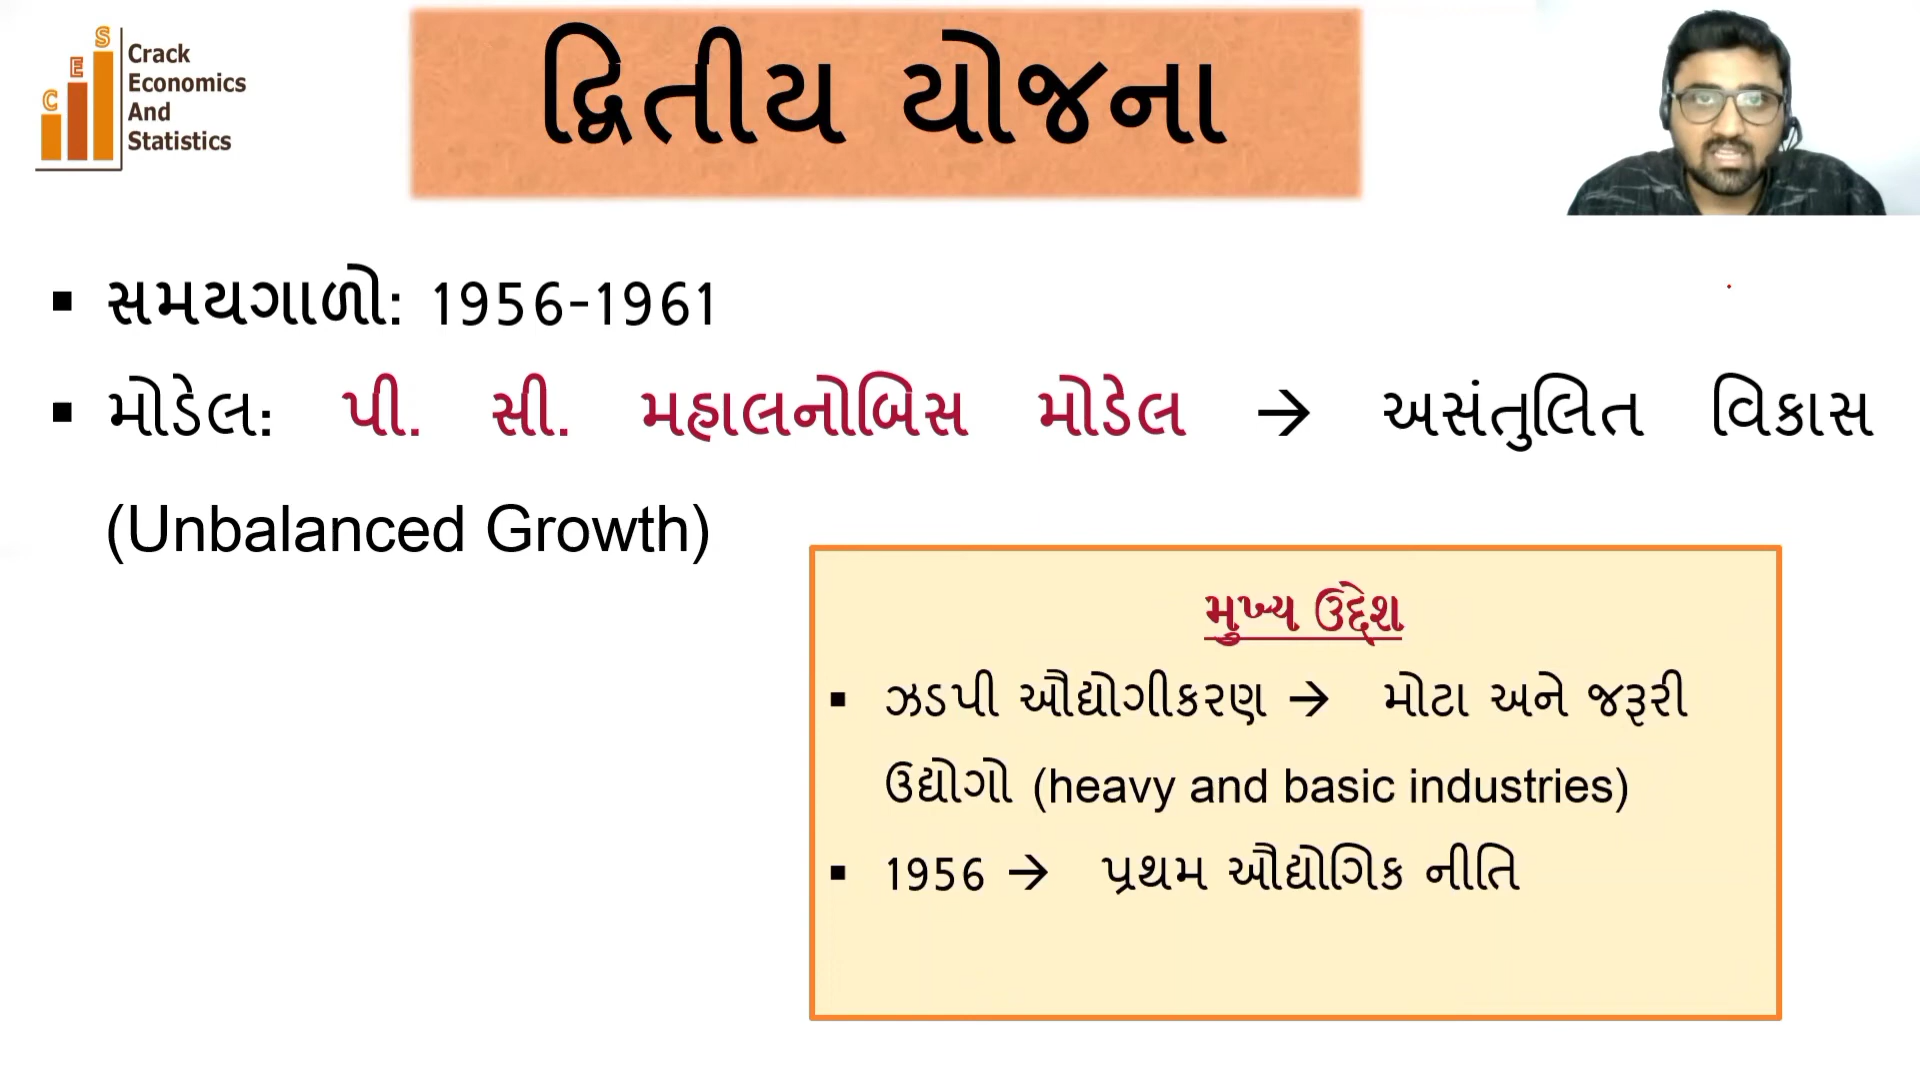 C E S
Crack
Economics
And
Statistics
દ્વિતીય યોજના
▪ સમયગાળો: 1956-1961
▪ મોડેલ: પી. સી. મહાલનોબિસ મોડેલ → અસંતુલિત વિકાસ
(Unbalanced Growth)
મુખ્ય ઉદ્દેશ
▪ ઝડપી ઔદ્યોગીકરણ → મોટા અને જરૂરી
ઉદ્યોગો (heavy and basic industries)
▪ 1956 → પ્રથમ ઔદ્યોગિક નીતિ